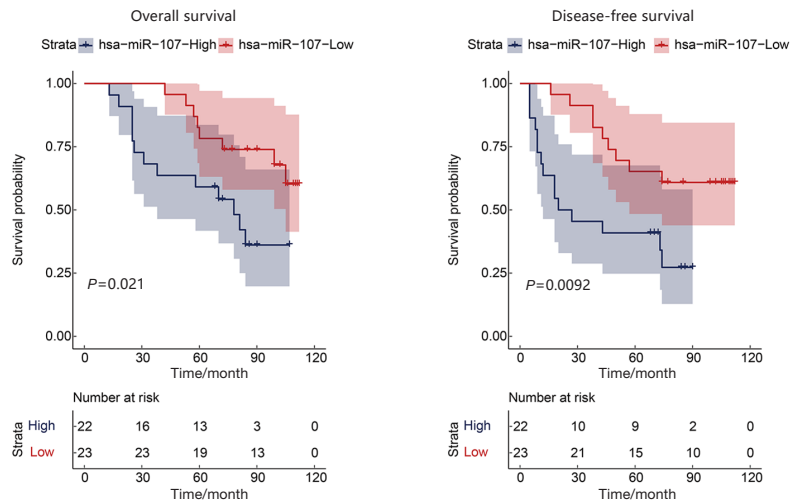 Overall survival
Strata hsa−miR−107−High hsa−miR−107−Low
1.00
0.75
0.50
0.25
0.00
Survival probability
P=0.021
0 30 60 90 120
Time/month
Number at risk
Strata
High 22 16 13 3 0
Low 23 23 19 13 0
0 30 60 90 120
Time/month
Disease-free survival
Strata hsa−miR−107−High hsa−miR−107−Low
1.00
0.75
0.50
0.25
0.00
Survival probability
P=0.0092
0 30 60 90 120
Time/month
Number at risk
Strata
High 22 10 9 2 0
Low 23 21 15 10 0
0 30 60 90 120
Time/month